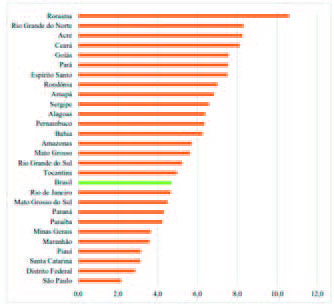 Roraima
Rio Grande do Norte
Acre
Ceará
Goiás
Pará
Espírito Santo
Rondônia
Amapá
Sergipe
Alagoas
Pernambuco
Bahia
Amazonas
Mato Grosso
Rio Grande do Sul
Tocantins
Brasil
Rio de Janeiro
Mato Grosso do Sul
Paraná
Paraíba
Minas Gerais
Maranhão
Piauí
Santa Catarina
Distrito Federal
São Paulo
0,0 2,0 4,0 6,0 8,0 10,0 12,0